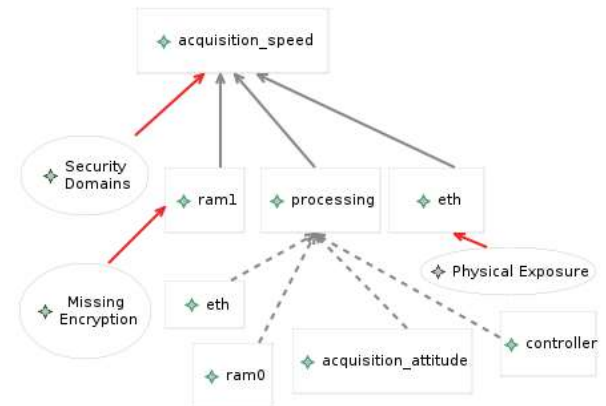 acquisition_speed
Security
Domains
ram1
processing
eth
Physical Exposure
Missing
Encryption
eth
controller
acquisition_attitude
ram0